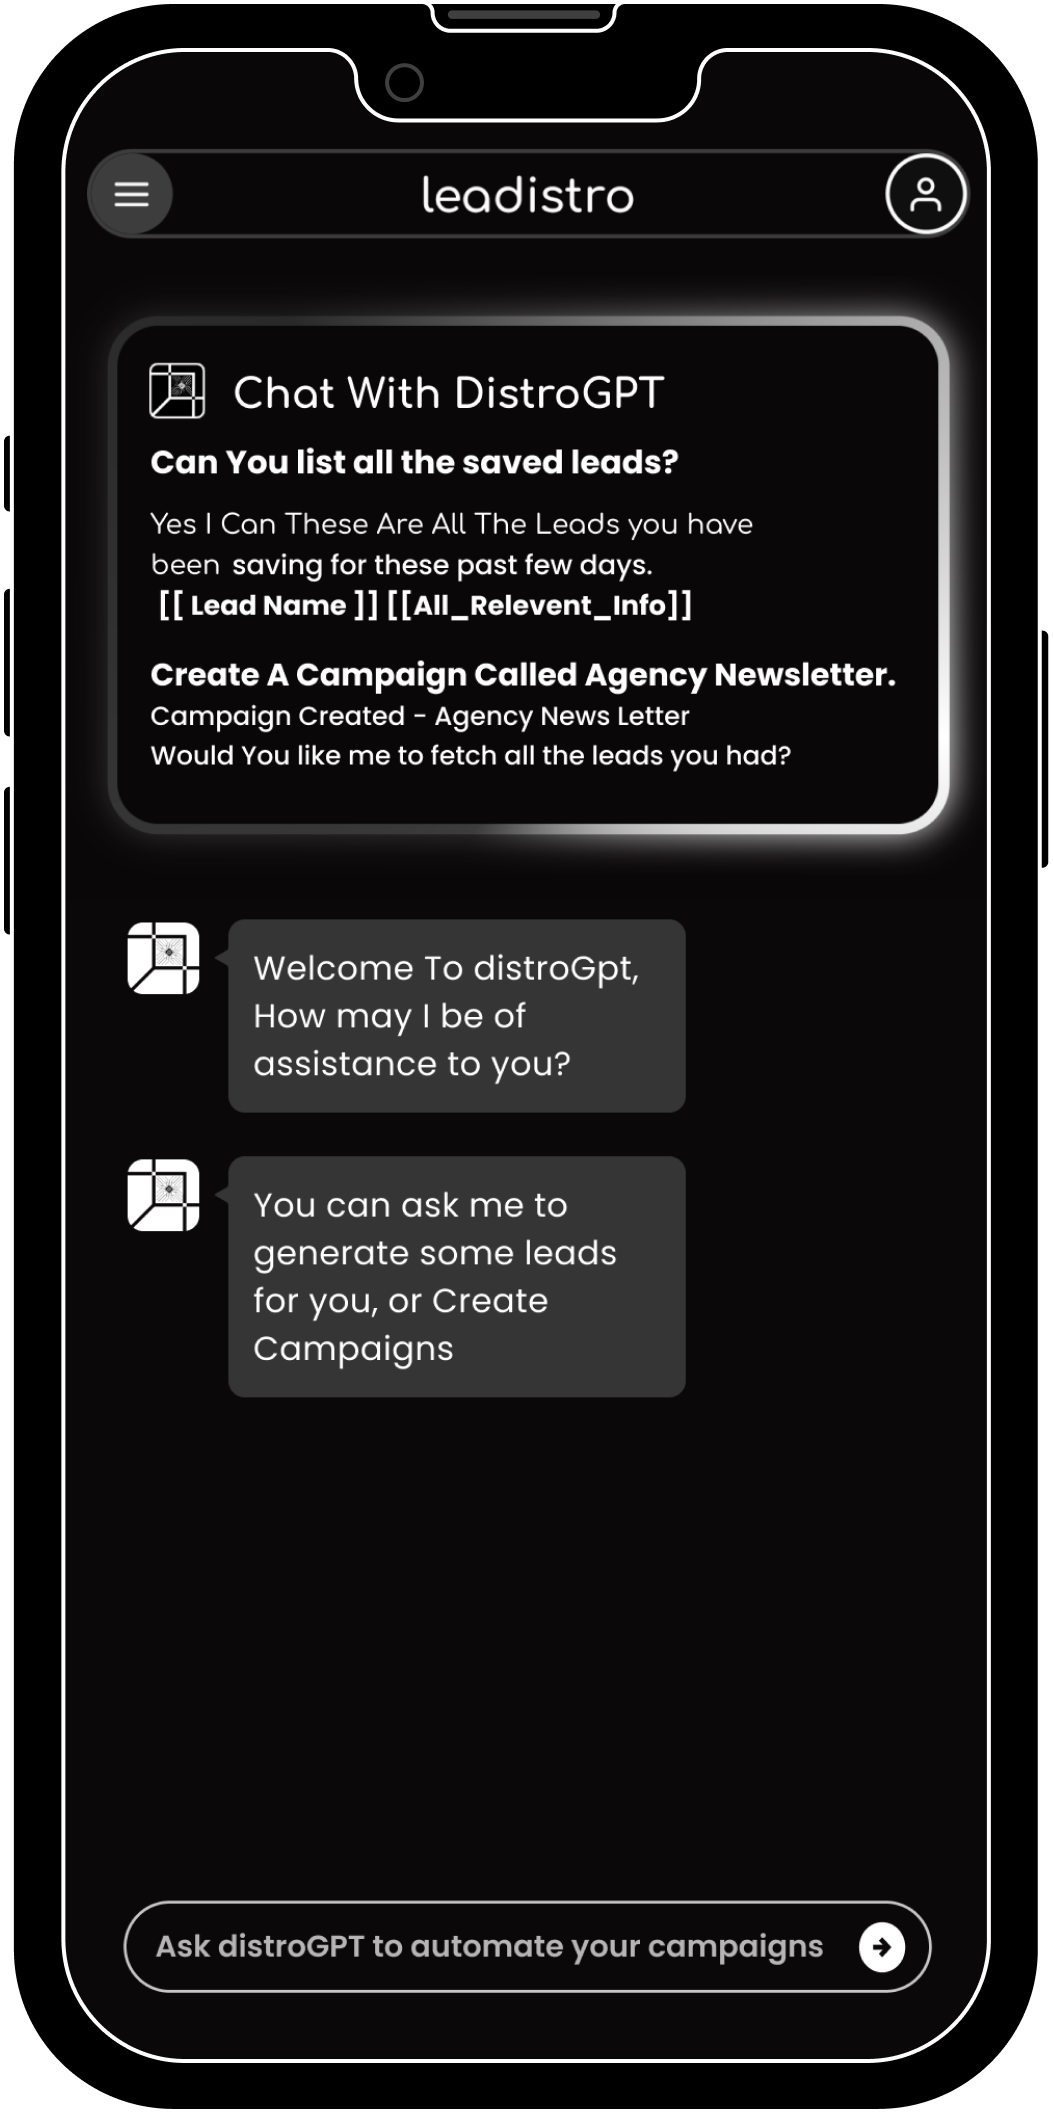 leadistro
Chat With DistroGPT
Can You list all the saved leads?
Yes I Can These Are All The Leads you have
been saving for these past few days.
[[ Lead Name ]] [[All_Relevent_Info]]
Create A Campaign Called Agency Newsletter.
Campaign Created - Agency News Letter
Would You like me to fetch all the leads you had?
Welcome To distroGpt,
How may I be of
assistance to you?
You can ask me to
generate some leads
for you, or Create
Campaigns
Ask distroGPT to automate your campaigns